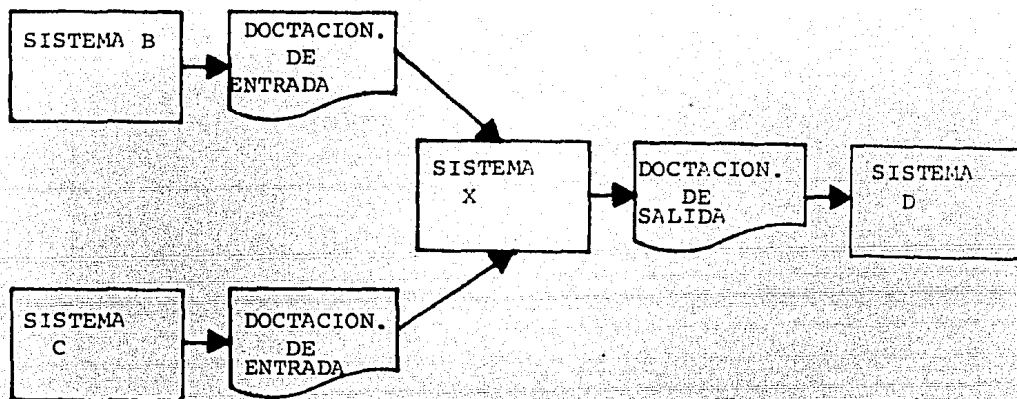 SISTEMA B
DOCTACION.
DE
ENTRADA
SISTEMA
X
DOCTACION.
DE
SALIDA
SISTEMA
D
SISTEMA
C
DOCTACION.
DE
ENTRADA